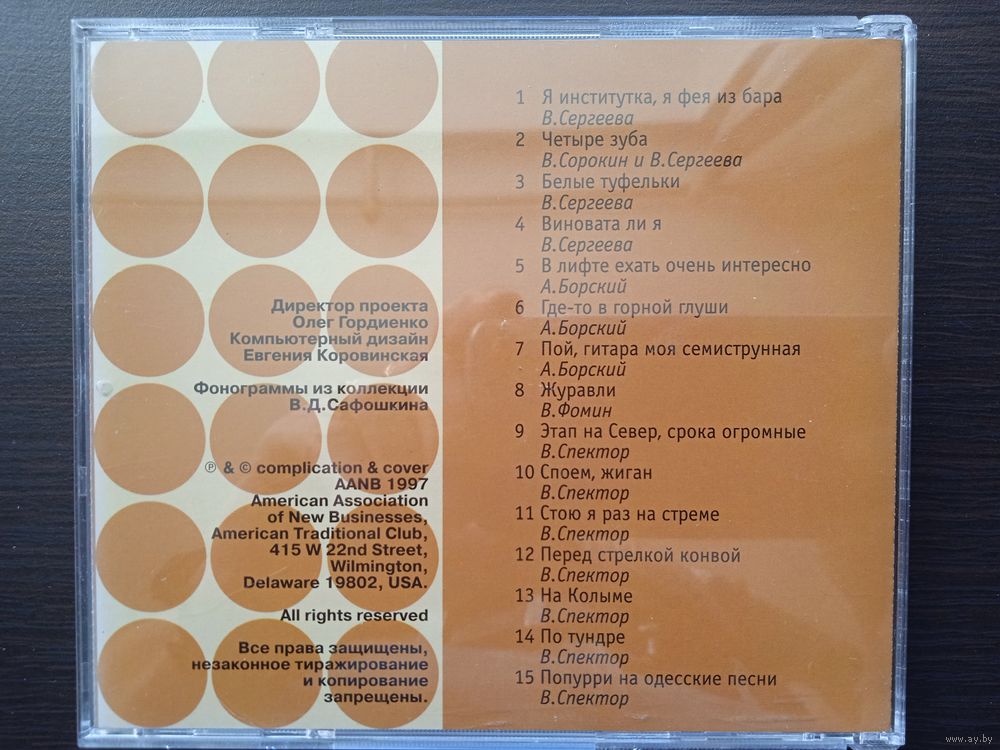 Директор проекта
Олег Гордиенко
Компьютерный дизайн
Евгения Коровинская
Фонограммы из коллекции
В.Д.Сафошкина
℗ & © complication & cover
AANB 1997
American Association
of New Businesses,
American Traditional Club,
415 W 22nd Street,
Wilmington,
Delaware 19802, USA.
All rights reserved
Все права защищены,
незаконное тиражирование
и копирование
запрещены.
1 Я институтка, я фея из бара
В.Сергеева
2 Четыре зуба
В.Сорокин и В.Сергеева
3 Белые туфельки
В.Сергеева
4 Виновата ли я
В.Сергеева
5 В лифте ехать очень интересно
А.Борский
6 Где-то в горной глуши
А.Борский
7 Пой, гитара моя семиструнная
А.Борский
8 Журавли
В.Фомин
9 Этап на Север, срока огромные
В.Спектор
10 Споем, жиган
В.Спектор
11 Стою я раз на стреме
В.Спектор
12 Перед стрелкой конвой
В.Спектор
13 На Колыме
В.Спектор
14 По тундре
В.Спектор
15 Попурри на одесские песни
В.Спектор
www.ay.by